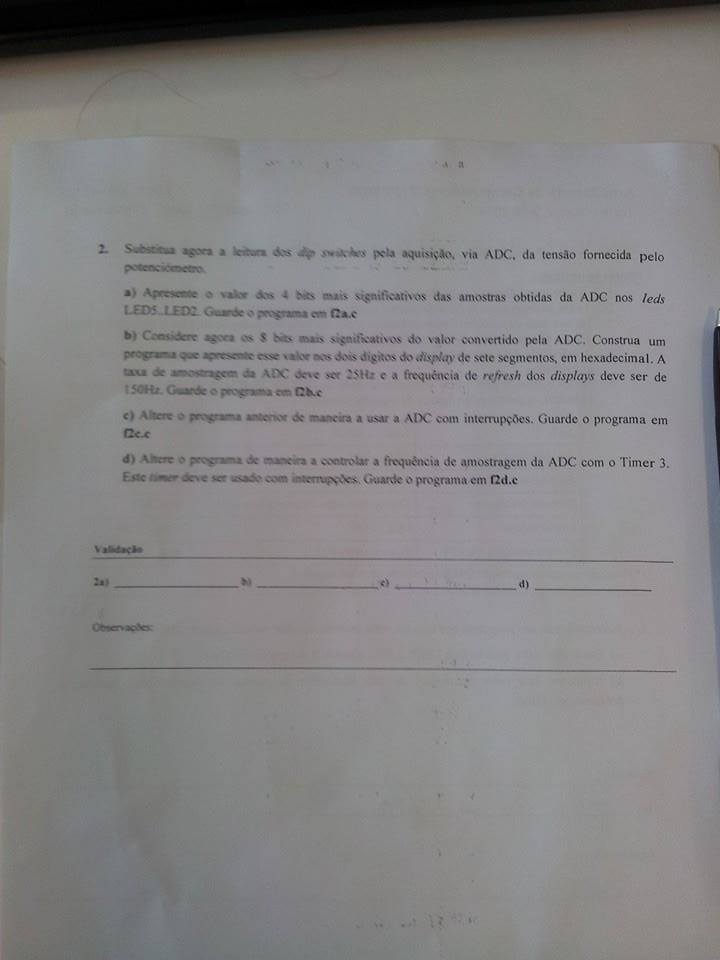 2. Substitua agora a leitura dos dip switches pela aquisição, via ADC, da tensão fornecida pelo
potenciómetro.
a) Apresente o valor dos 4 bits mais significativos das amostras obtidas da ADC nos leds
LED5..LED2. Guarde o programa em f2a.c
b) Considere agora os 8 bits mais significativos do valor convertido pela ADC. Construa um
programa que apresente esse valor nos dois dígitos do display de sete segmentos, em hexadecimal. A
taxa de amostragem da ADC deve ser 25Hz e a frequência de refresh dos displays deve ser de
150Hz. Guarde o programa em f2b.c
c) Altere o programa anterior de maneira a usar a ADC com interrupções. Guarde o programa em
f2c.c
d) Altere o programa de maneira a controlar a frequência de amostragem da ADC com o Timer 3.
Este timer deve ser usado com interrupções. Guarde o programa em f2d.c
Validação
2a) b) c) d)
Observações: